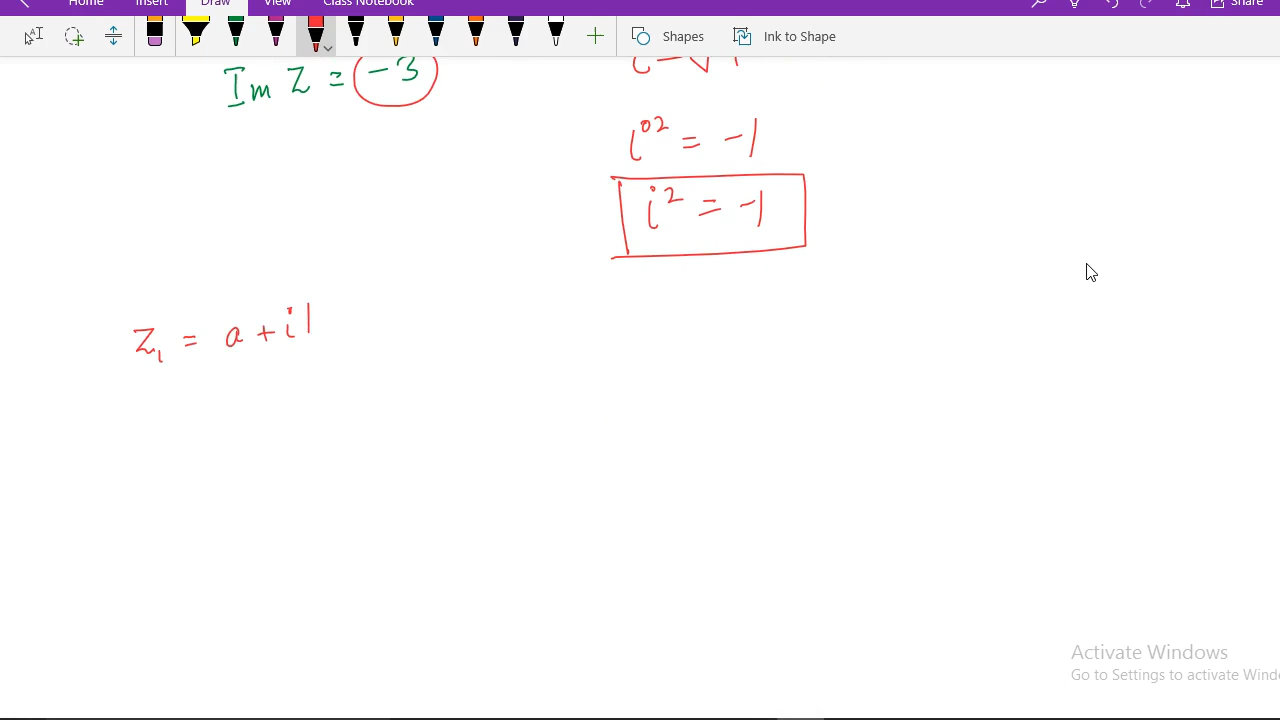 Home Insert Draw View Class Notebook Share
Shapes Ink to Shape
Im Z = -3
i² = -1
i² = -1
Z₁ = a + i
Activate Windows
Go to Settings to activate Wind